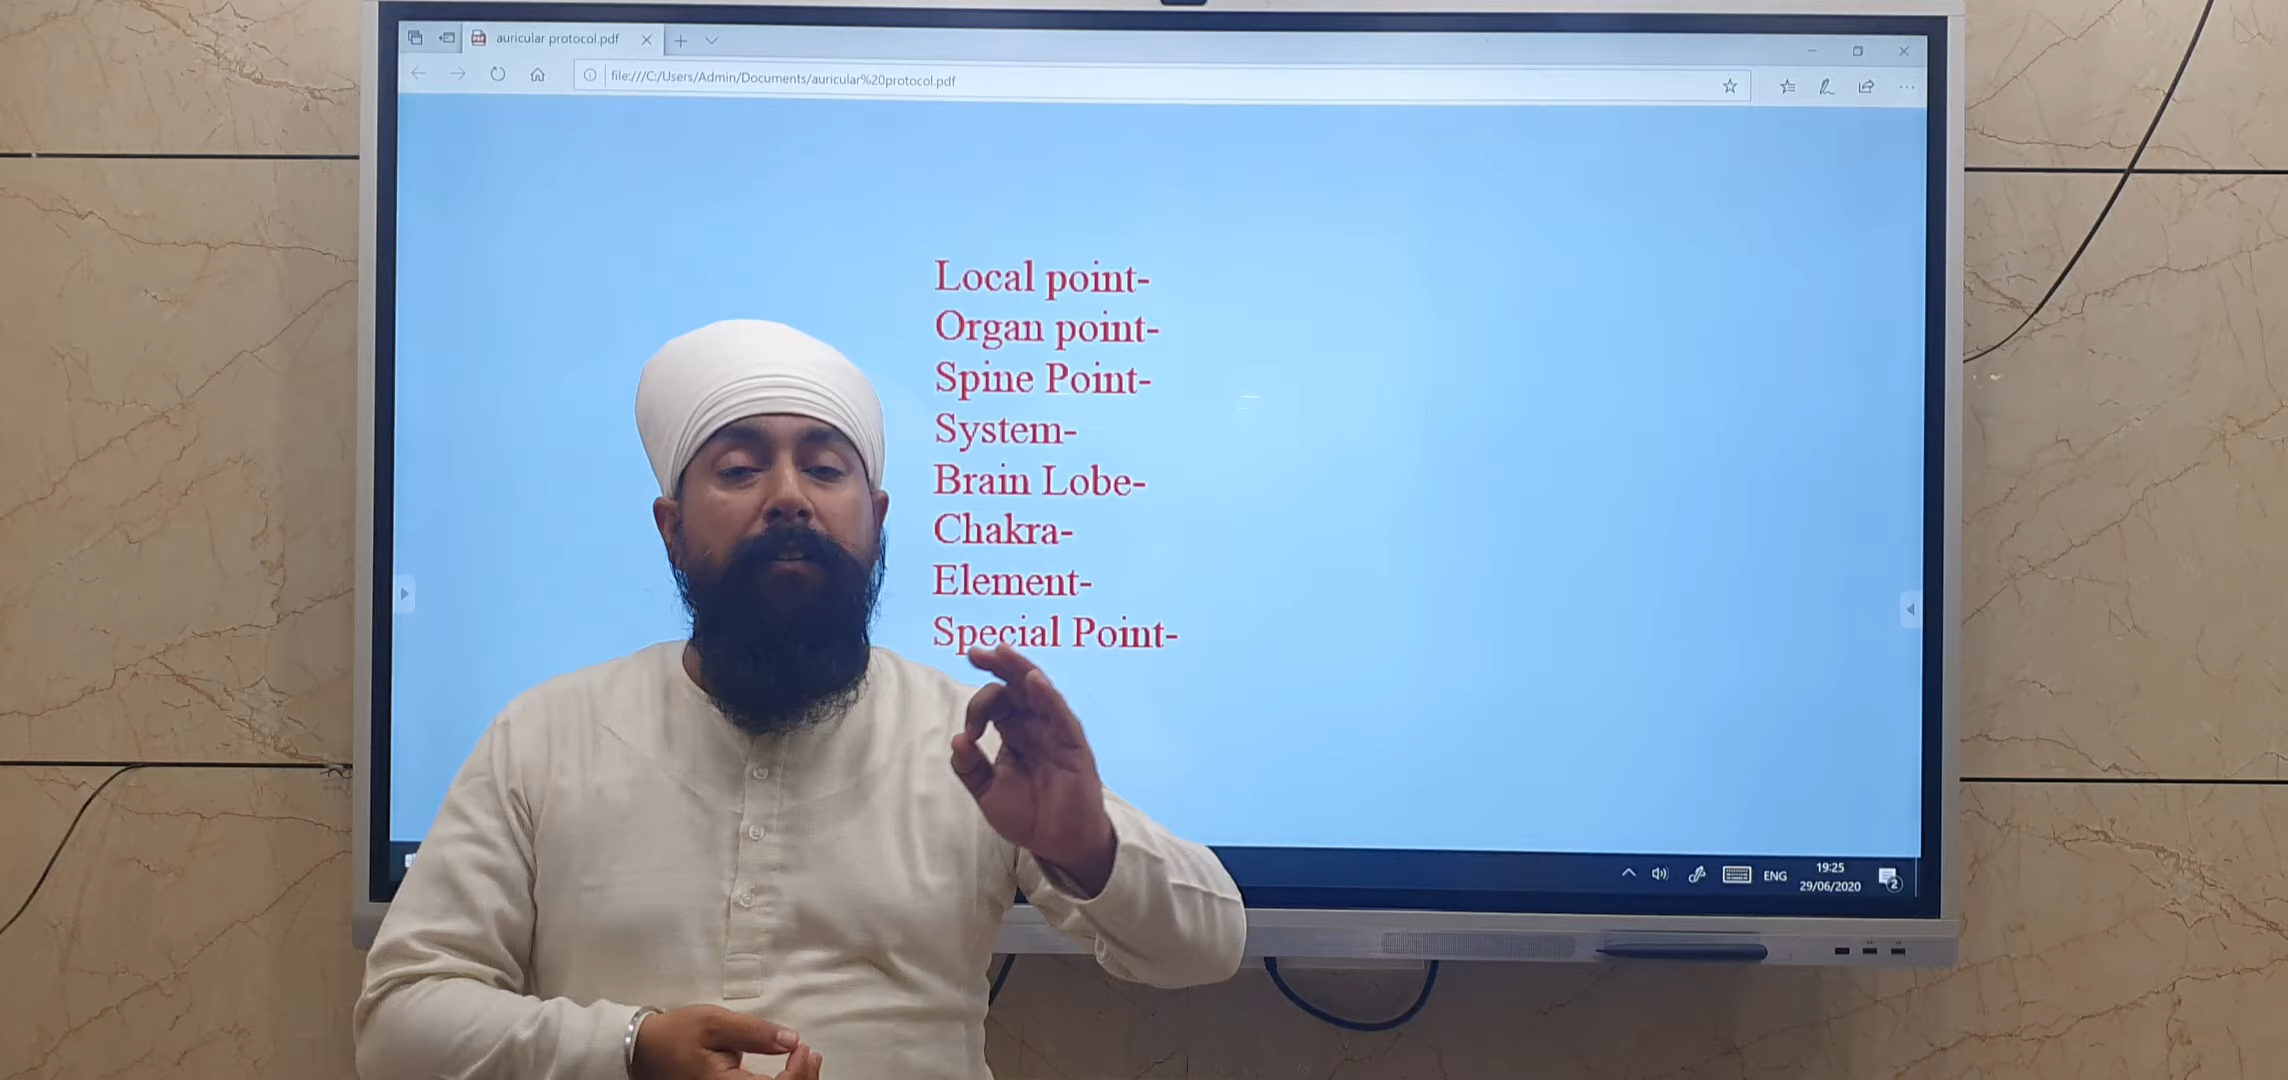 auricular protocol.pdf
file:///C:/Users/Admin/Documents/auricular%20protocol.pdf
Local point-
Organ point-
Spine Point-
System-
Brain Lobe-
Chakra-
Element-
Special Point-
ENG
19:25
29/06/2020
2